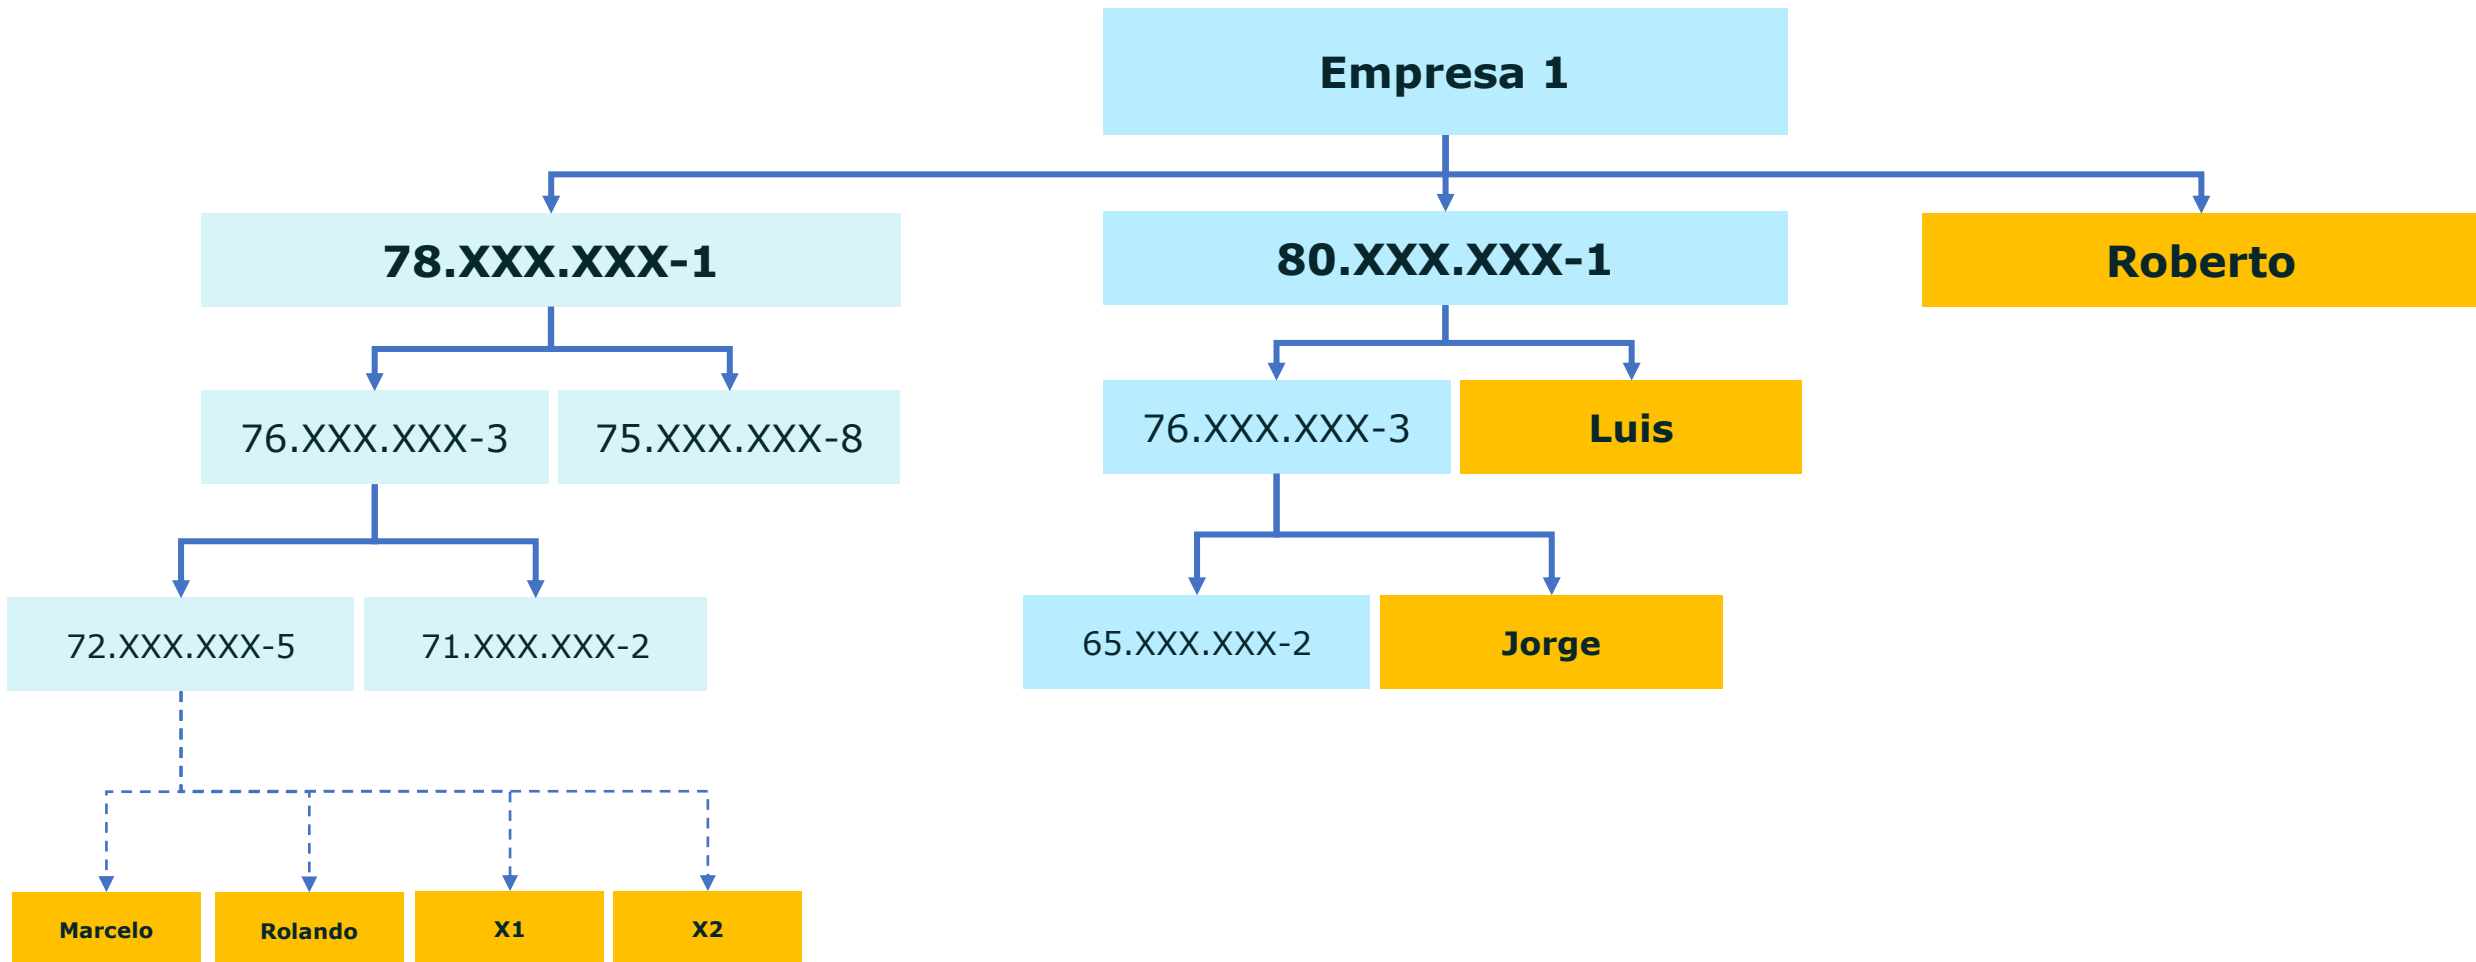 Empresa 1
78.XXX.XXX-1
80.XXX.XXX-1
Roberto
76.XXX.XXX-3
75.XXX.XXX-8
76.XXX.XXX-3
Luis
72.XXX.XXX-5
71.XXX.XXX-2
65.XXX.XXX-2
Jorge
Marcelo
Rolando
X1
X2